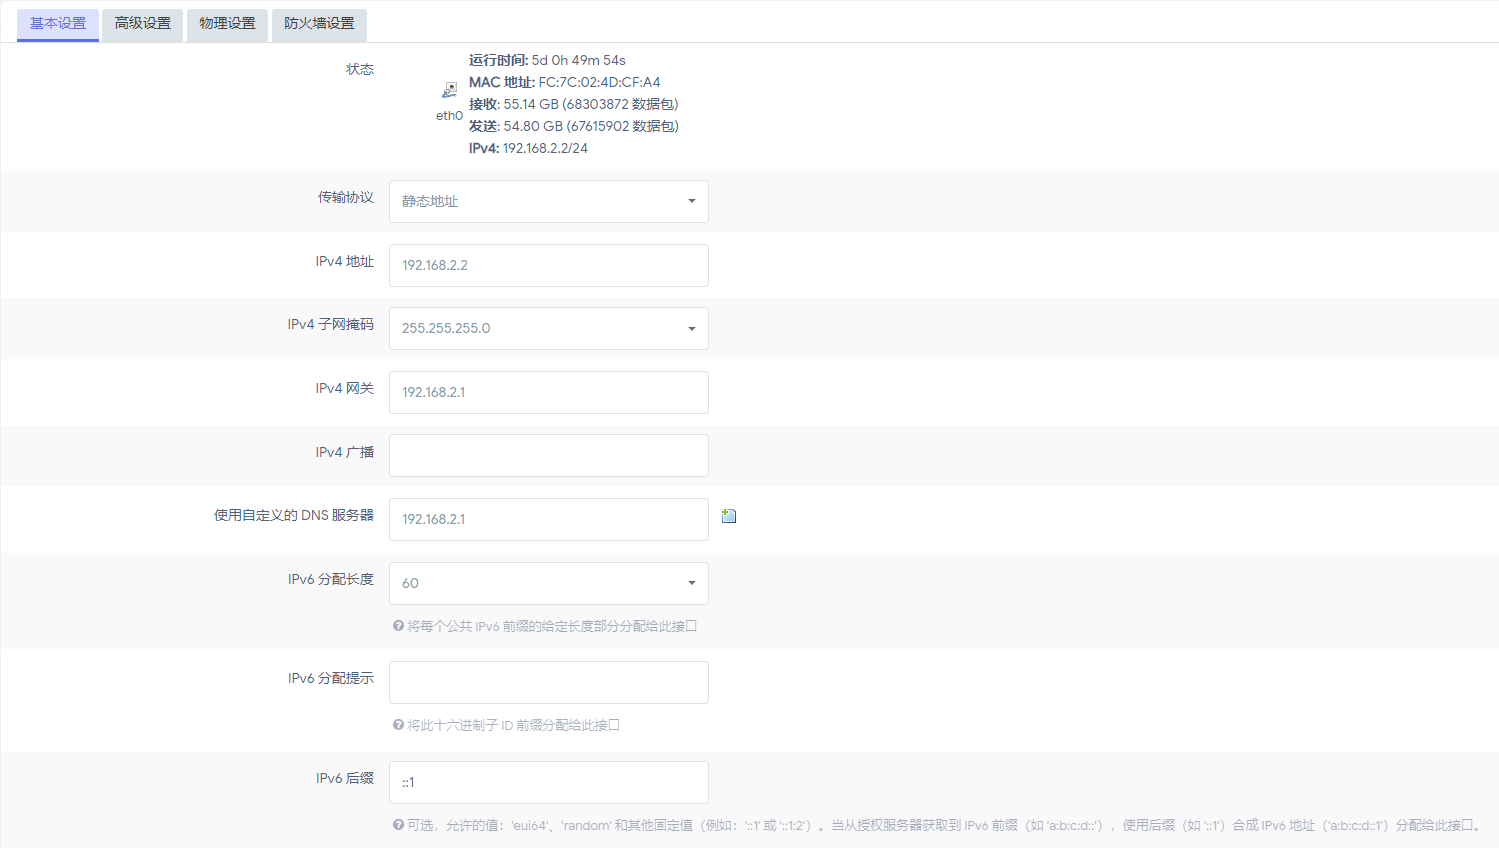 基本设置 高级设置 物理设置 防火墙设置
状态
eth0
运行时间: 5d 0h 49m 54s
MAC 地址: FC:7C:02:4D:CF:A4
接收: 55.14 GB (68303872 数据包)
发送: 54.80 GB (67615902 数据包)
IPv4: 192.168.2.2/24
传输协议 静态地址
IPv4 地址 192.168.2.2
IPv4 子网掩码 255.255.255.0
IPv4 网关 192.168.2.1
IPv4 广播
使用自定义的 DNS 服务器 192.168.2.1
IPv6 分配长度 60
将每个公共 IPv6 前缀的给定长度部分分配给此接口
IPv6 分配提示
将此十六进制子 ID 前缀分配给此接口
IPv6 后缀 ::1
可选，允许的值：'eui64'、'random' 和其他固定值（例如：'::1' 或 '::1:2'）。当从授权服务器获取到 IPv6 前缀（如 'a:b:c:d::'），使用后缀（如 '::1'）合成 IPv6 地址（'a:b:c:d::1'）分配给此接口。